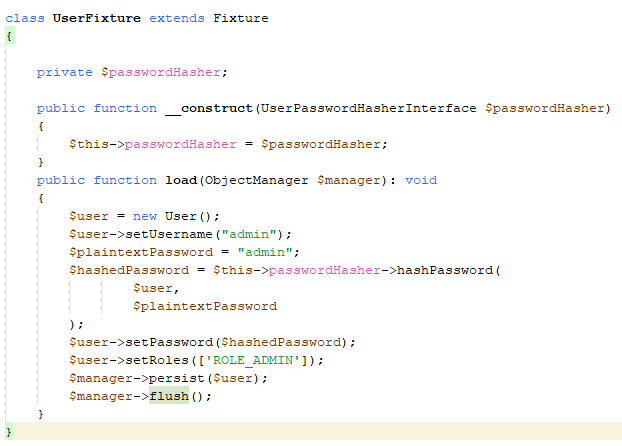 class UserFixture extends Fixture
{
private $passwordHasher;
public function __construct(UserPasswordHasherInterface $passwordHasher)
{
$this->passwordHasher = $passwordHasher;
}
public function load(ObjectManager $manager): void
{
$user = new User();
$user->setUsername("admin");
$plaintextPassword = "admin";
$hashedPassword = $this->passwordHasher->hashPassword(
$user,
$plaintextPassword
);
$user->setPassword($hashedPassword);
$user->setRoles(['ROLE_ADMIN']);
$manager->persist($user);
$manager->flush();
}
}